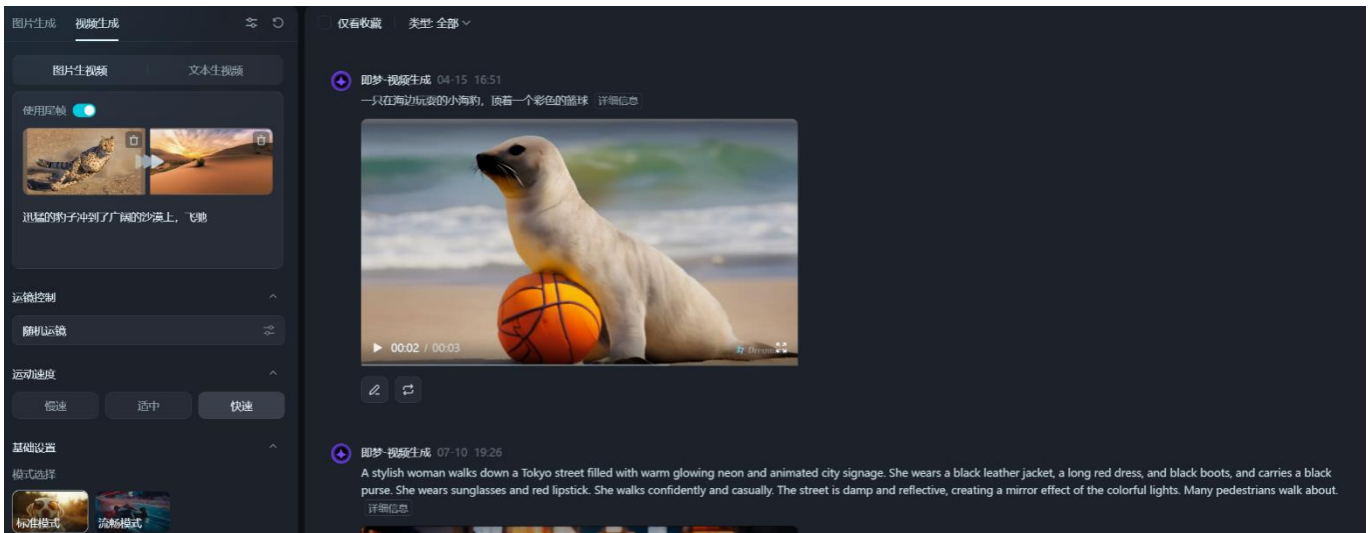 图片生成 视频生成
图片生视频 文本生视频
使用尾帧
迅猛的豹子冲到了广阔的沙漠上，飞驰
运镜控制
随机运镜
运动速度
慢速 适中 快速
基础设置
模式选择
标准模式 流畅模式
仅看收藏 类型: 全部
即梦-视频生成 04-15 16:51
一只在海边玩耍的小海豹，顶着一个彩色的篮球 详细信息
00:02 / 00:03
Dream
即梦-视频生成 07-10 19:26
A stylish woman walks down a Tokyo street filled with warm glowing neon and animated city signage. She wears a black leather jacket, a long red dress, and black boots, and carries a black
purse. She wears sunglasses and red lipstick. She walks confidently and casually. The street is damp and reflective, creating a mirror effect of the colorful lights. Many pedestrians walk about.
详细信息